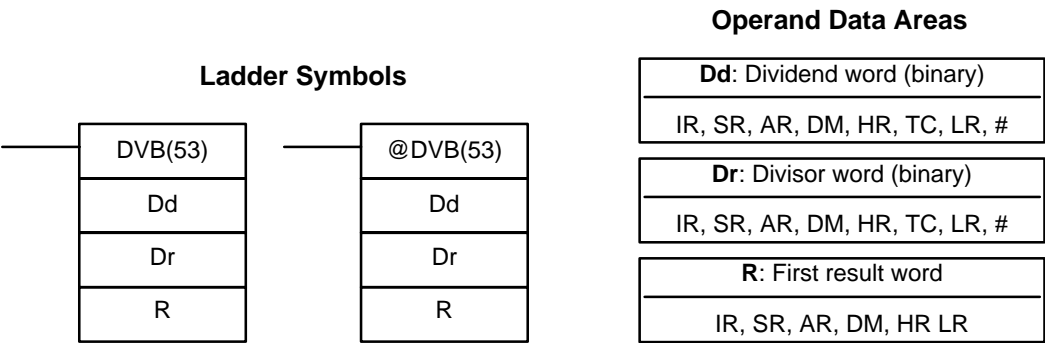 Operand Data Areas
Ladder Symbols
DVB(53)
Dd
Dr
R
@DVB(53)
Dd
Dr
R
Dd: Dividend word (binary)
IR, SR, AR, DM, HR, TC, LR, #
Dr: Divisor word (binary)
IR, SR, AR, DM, HR, TC, LR, #
R: First result word
IR, SR, AR, DM, HR LR